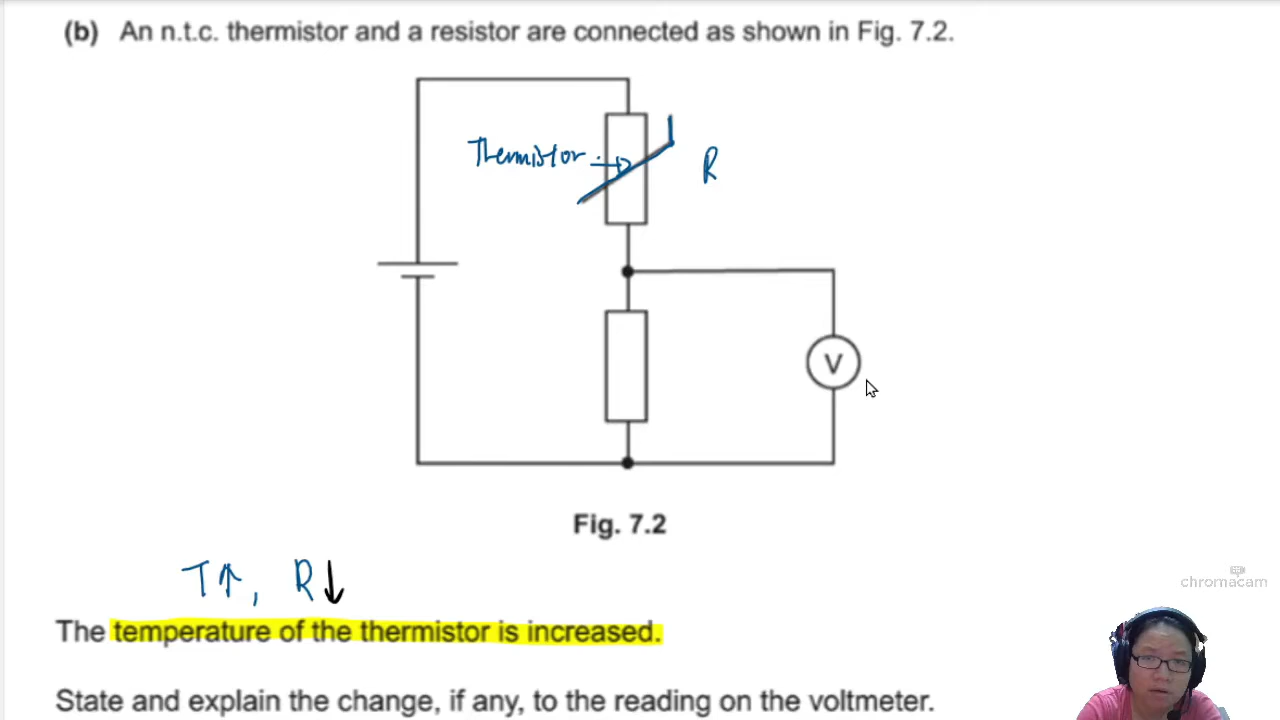 (b) An n.t.c. thermistor and a resistor are connected as shown in Fig. 7.2.
Thermistor
R
V
Fig. 7.2
T↑, R↓
chromacam
The temperature of the thermistor is increased.
State and explain the change, if any, to the reading on the voltmeter.